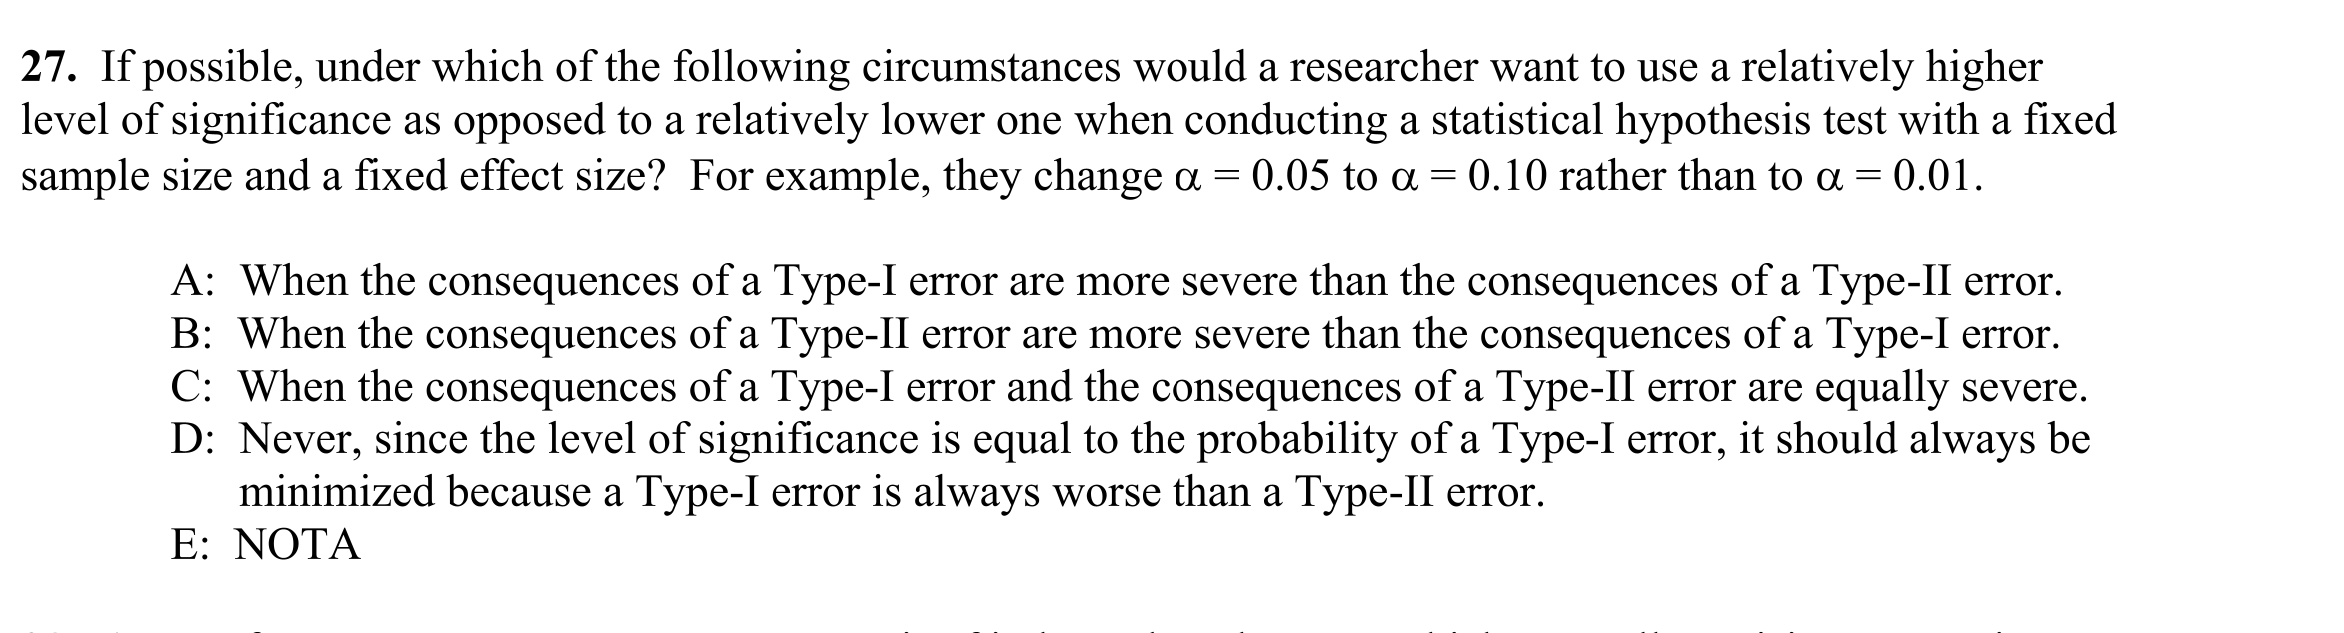 27. If possible, under which of the following circumstances would a researcher want to use a relatively higher
level of significance as opposed to a relatively lower one when conducting a statistical hypothesis test with a fixed
sample size and a fixed effect size? For example, they change α = 0.05 to α = 0.10 rather than to α = 0.01.
A: When the consequences of a Type-I error are more severe than the consequences of a Type-II error.
B: When the consequences of a Type-II error are more severe than the consequences of a Type-I error.
C: When the consequences of a Type-I error and the consequences of a Type-II error are equally severe.
D: Never, since the level of significance is equal to the probability of a Type-I error, it should always be
minimized because a Type-I error is always worse than a Type-II error.
E: NOTA